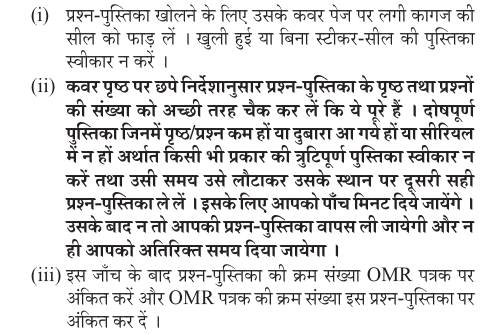 (i) प्रश्न-पुस्तिका खोलने के लिए उसके कवर पेज पर लगी कागज की
सील को फाड़ लें । खुली हुई या बिना स्टीकर-सील की पुस्तिका
स्वीकार न करें ।
(ii) कवर पृष्ठ पर छपे निर्देशानुसार प्रश्न-पुस्तिका के पृष्ठ तथा प्रश्नों
की संख्या को अच्छी तरह चैक कर लें कि ये पूरे हैं । दोषपूर्ण
पुस्तिका जिनमें पृष्ठ/प्रश्न कम हों या दुबारा आ गये हों या सीरियल
में न हों अर्थात किसी भी प्रकार की त्रुटिपूर्ण पुस्तिका स्वीकार न
करें तथा उसी समय उसे लौटाकर उसके स्थान पर दूसरी सही
प्रश्न-पुस्तिका ले लें । इसके लिए आपको पाँच मिनट दिये जायेंगे ।
उसके बाद न तो आपकी प्रश्न-पुस्तिका वापस ली जायेगी और न
ही आपको अतिरिक्त समय दिया जायेगा ।
(iii) इस जाँच के बाद प्रश्न-पुस्तिका की क्रम संख्या OMR पत्रक पर
अंकित करें और OMR पत्रक की क्रम संख्या इस प्रश्न-पुस्तिका पर
अंकित कर दें ।